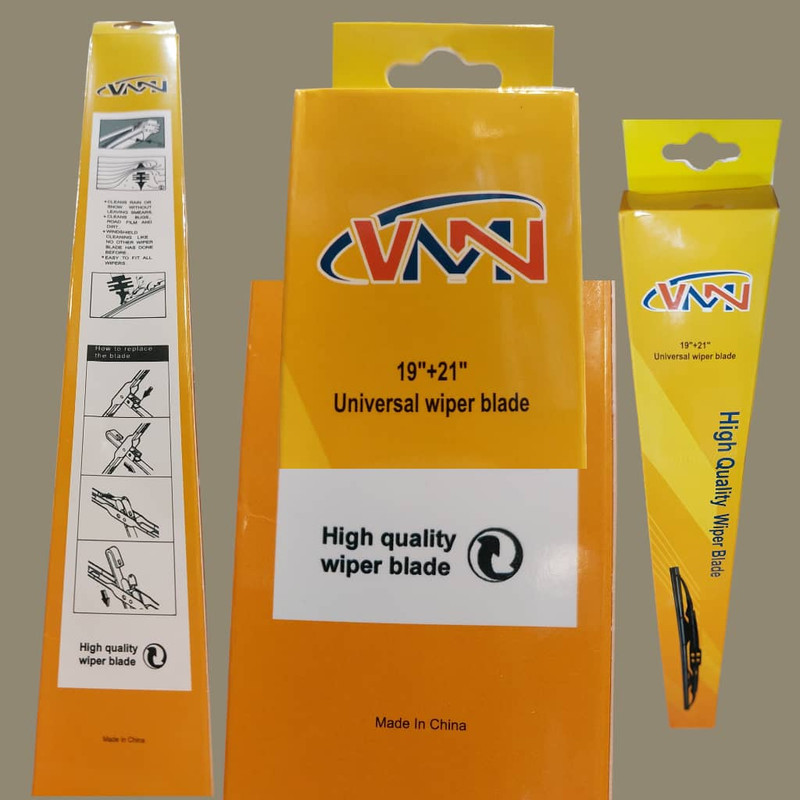 VMN
•CLEANS RAIN OR
SNOW WITHOUT
LEAVING SMEARS.
•CLEANS BUGS,
ROAD FILM AND
DIRT.
•WINDSHIELD
CLEANING LIKE
NO OTHER WIPER
BLADE HAS DONE
BEFORE.
•EASY TO FIT ALL
WIPERS.
How to replace
the blade
High quality
wiper blade
Made In China
VMN
19"+21"
Universal wiper blade
High quality
wiper blade
Made In China
VMN
19"+21"
Universal wiper blade
High Quality Wiper Blade